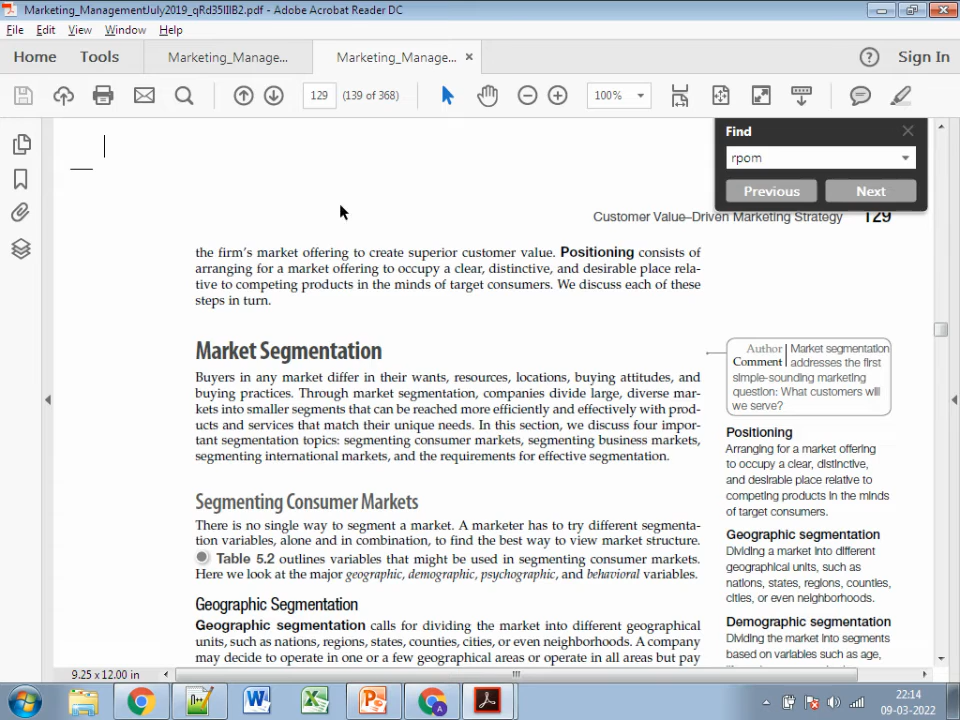 Marketing_ManagementJuly2019_qRd35IIIB2.pdf - Adobe Acrobat Reader DC
File Edit View Window Help
Home Tools Marketing_Manage... Marketing_Manage... Sign In
129 (139 of 368) 100%
Find
rpom
Previous Next
Customer Value–Driven Marketing Strategy 129
the firm's market offering to create superior customer value. Positioning consists of
arranging for a market offering to occupy a clear, distinctive, and desirable place rela-
tive to competing products in the minds of target consumers. We discuss each of these
steps in turn.
Market Segmentation
Buyers in any market differ in their wants, resources, locations, buying attitudes, and
buying practices. Through market segmentation, companies divide large, diverse mar-
kets into smaller segments that can be reached more efficiently and effectively with prod-
ucts and services that match their unique needs. In this section, we discuss four impor-
tant segmentation topics: segmenting consumer markets, segmenting business markets,
segmenting international markets, and the requirements for effective segmentation.
Segmenting Consumer Markets
There is no single way to segment a market. A marketer has to try different segmenta-
tion variables, alone and in combination, to find the best way to view market structure.
Table 5.2 outlines variables that might be used in segmenting consumer markets.
Here we look at the major geographic, demographic, psychographic, and behavioral variables.
Geographic Segmentation
Geographic segmentation calls for dividing the market into different geographical
units, such as nations, regions, states, counties, cities, or even neighborhoods. A company
may decide to operate in one or a few geographical areas or operate in all areas but pay
Author Comment
Market segmentation
addresses the first
simple-sounding marketing
question: What customers will
we serve?
Positioning
Arranging for a market offering
to occupy a clear, distinctive,
and desirable place relative to
competing products in the minds
of target consumers.
Geographic segmentation
Dividing a market into different
geographical units, such as
nations, states, regions, counties,
cities, or even neighborhoods.
Demographic segmentation
Dividing the market into segments
based on variables such as age,
9.25 x 12.00 in
22:14
09-03-2022